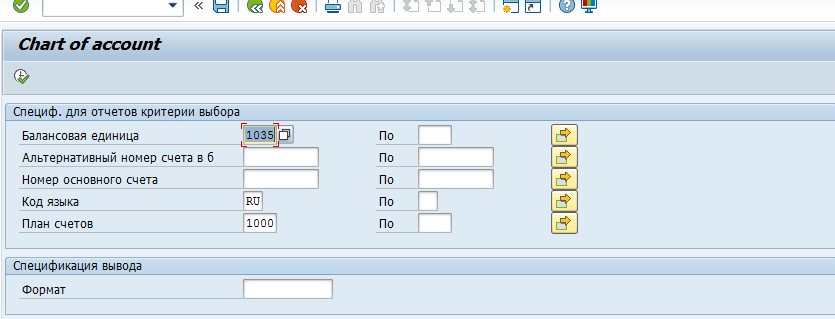 Chart of account
Специф. для отчетов критерии выбора
Балансовая единица 1035 По
Альтернативный номер счета в б По
Номер основного счета По
Код языка RU По
План счетов 1000 По
Спецификация вывода
Формат